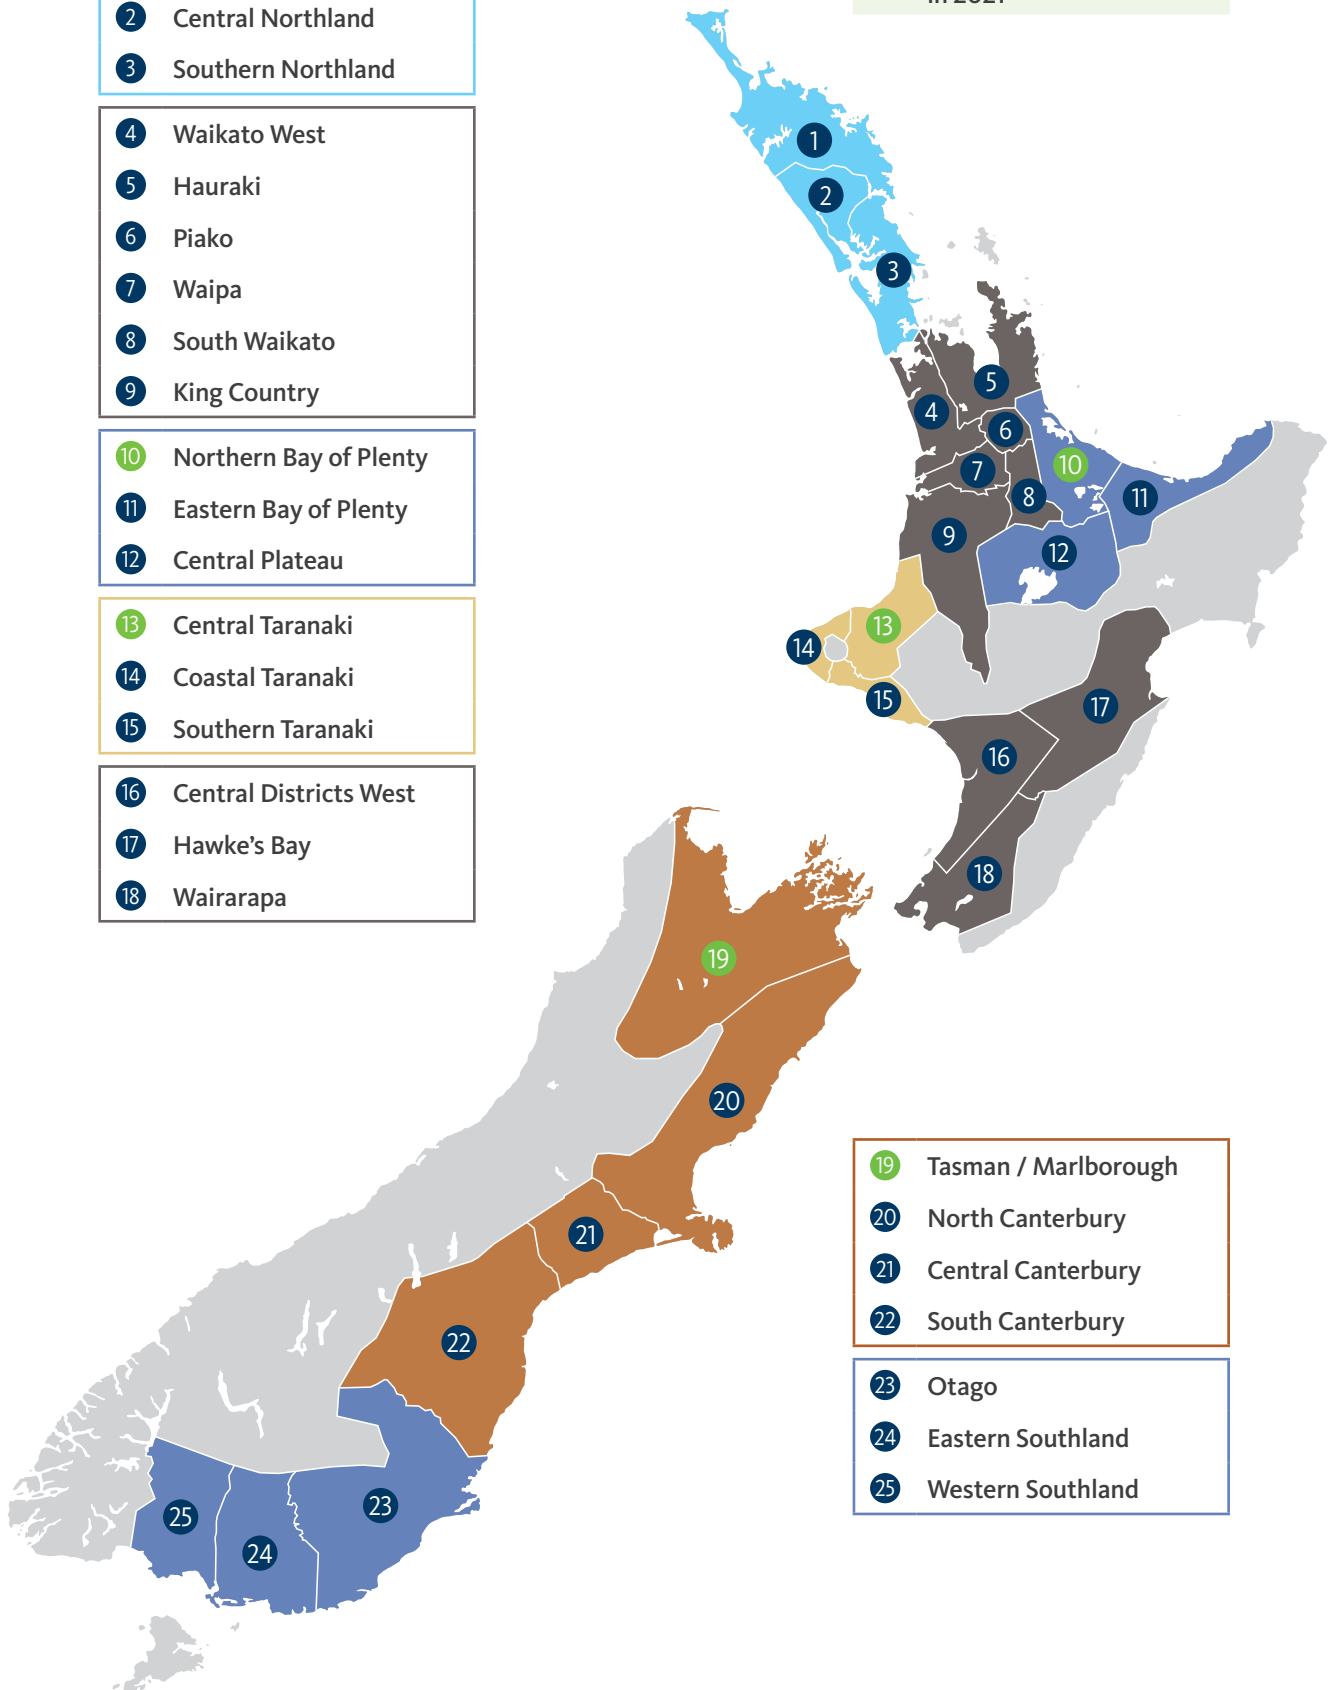 2 Central Northland
3 Southern Northland
4 Waikato West
5 Hauraki
6 Piako
7 Waipa
8 South Waikato
9 King Country
10 Northern Bay of Plenty
11 Eastern Bay of Plenty
12 Central Plateau
13 Central Taranaki
14 Coastal Taranaki
15 Southern Taranaki
16 Central Districts West
17 Hawke's Bay
18 Wairarapa
1
2
3
5
4
6
7
10
8
11
9
12
13
14
15
17
16
18
19
20
21
22
23
25
24
19 Tasman / Marlborough
20 North Canterbury
21 Central Canterbury
22 South Canterbury
23 Otago
24 Eastern Southland
25 Western Southland